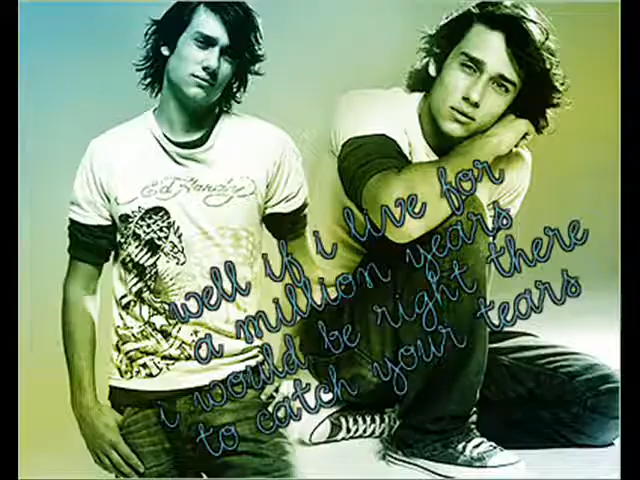 Ed Hardy
well if i live for
a million years
i would be right there
to catch your tears